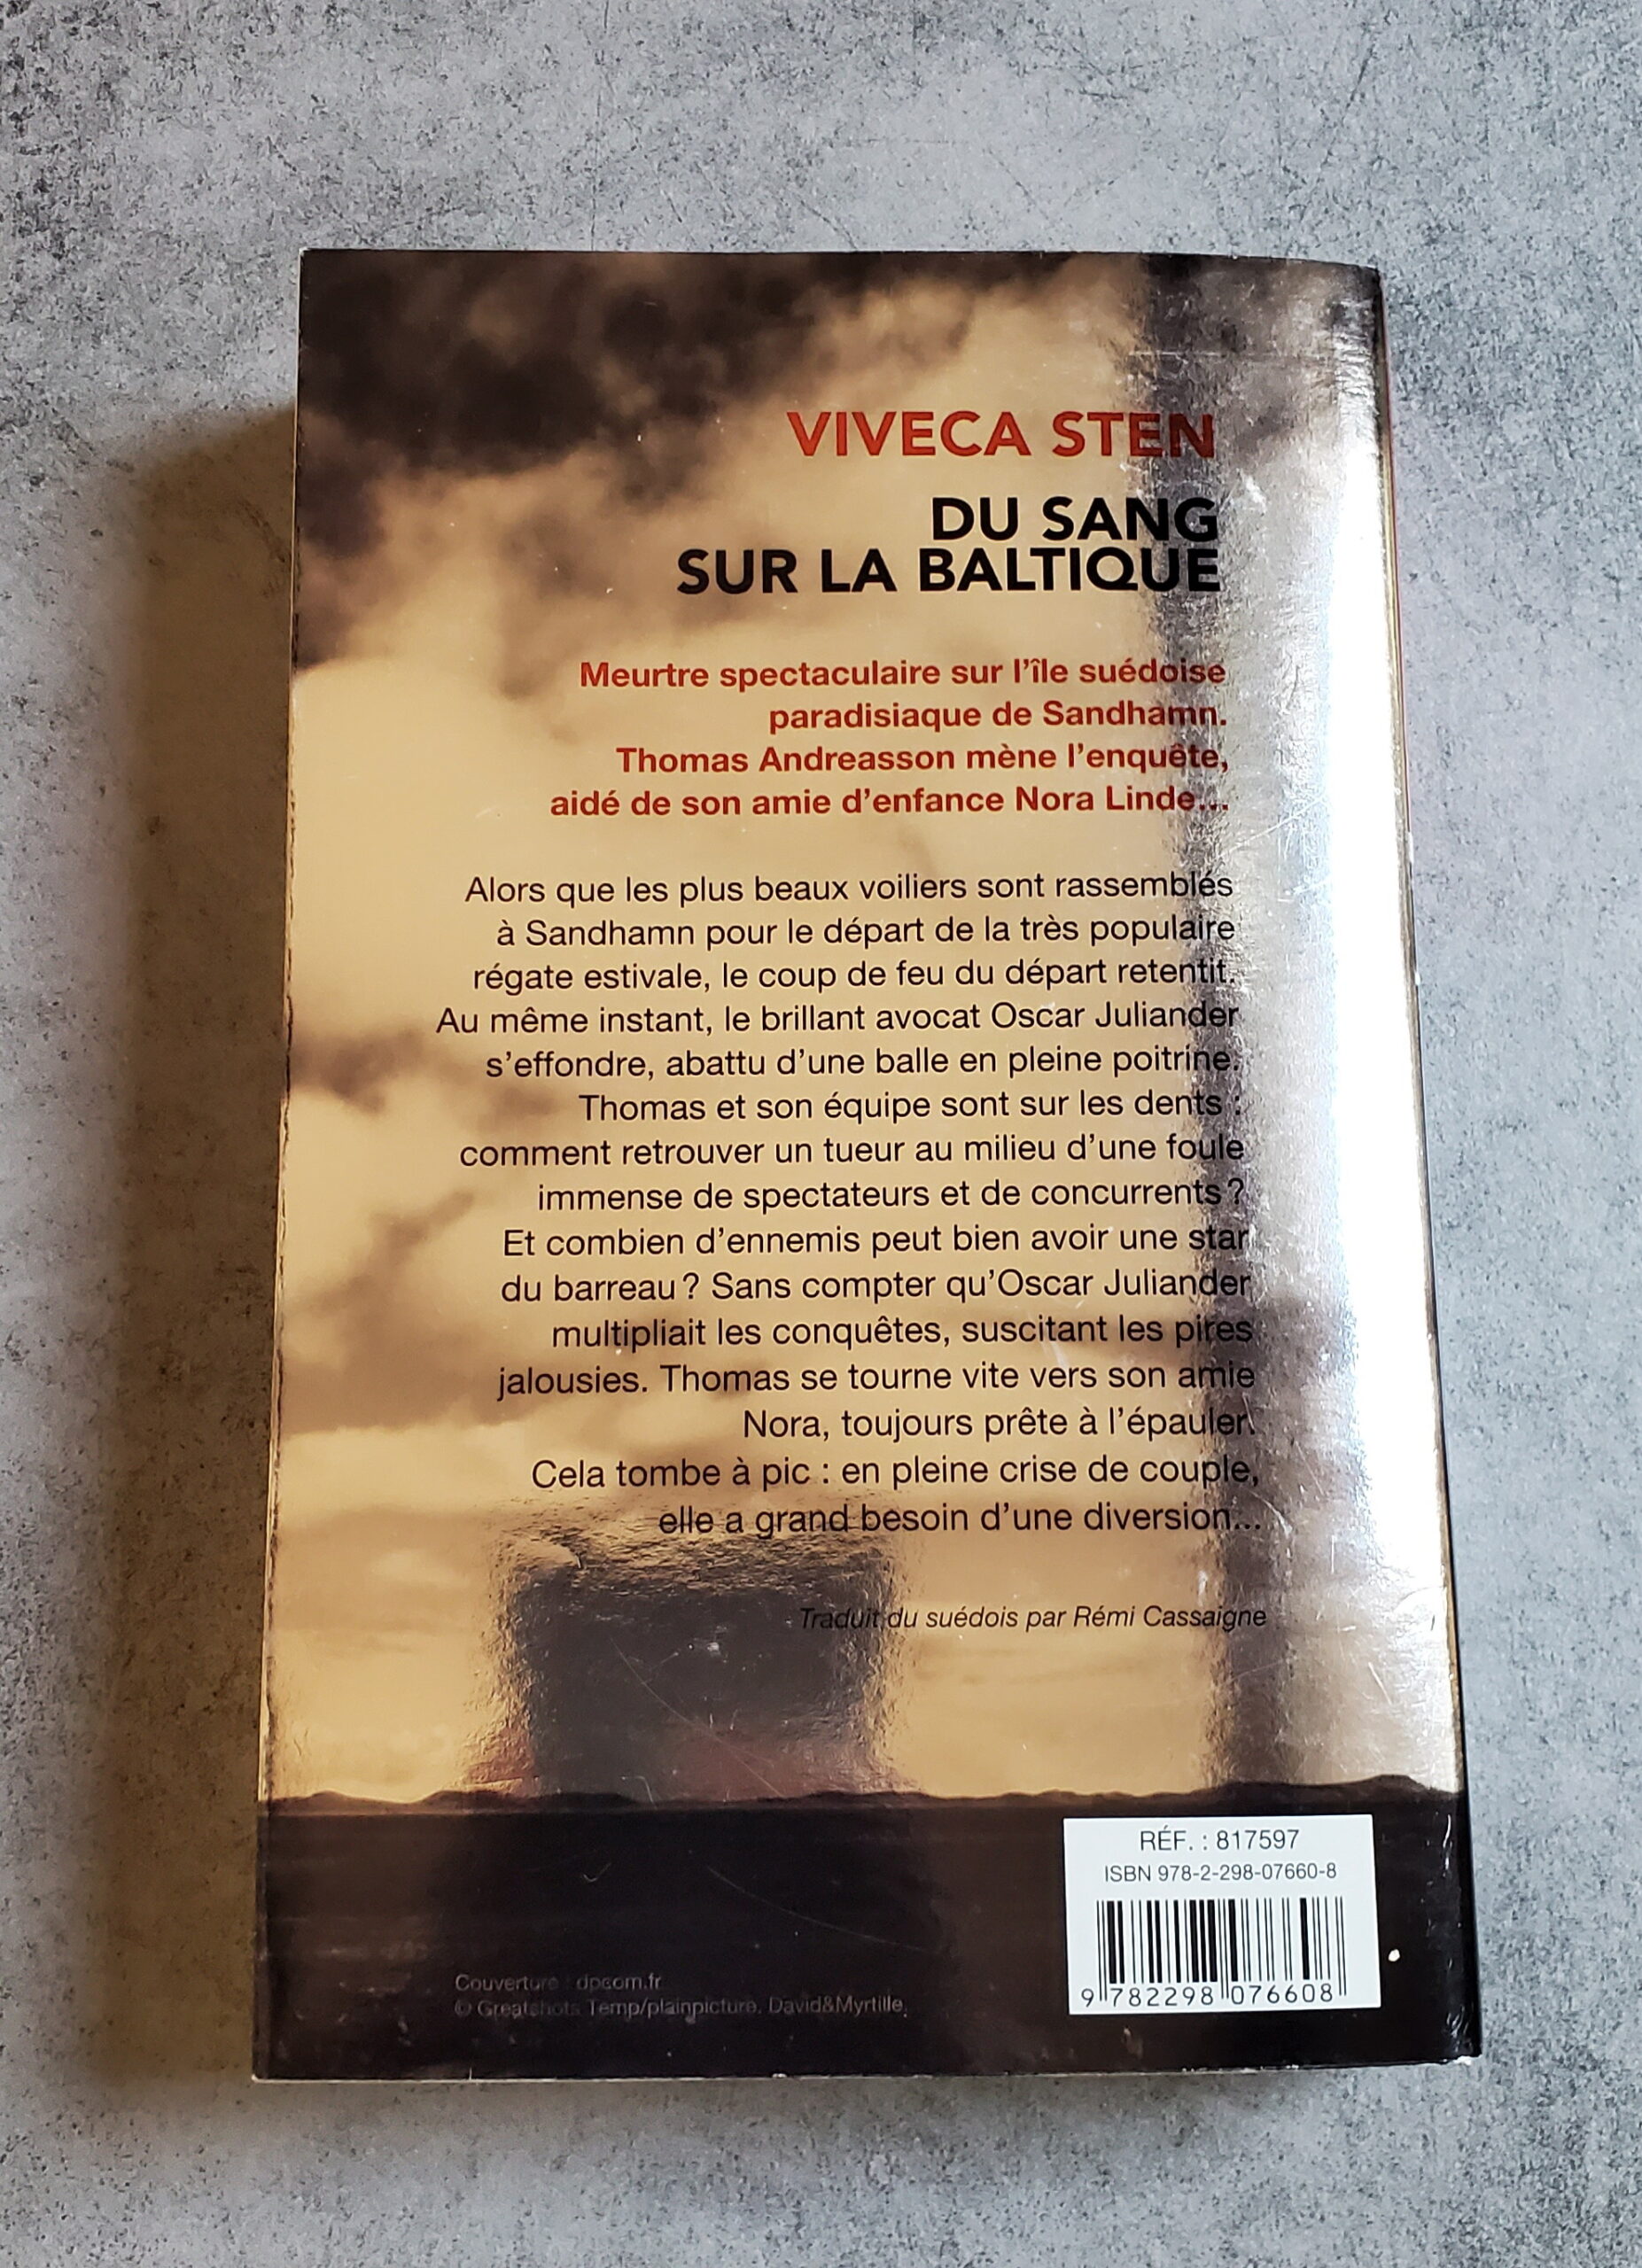 VIVECA STEN
DU SANG
SUR LA BALTIQUE
Meurtre spectaculaire sur l'île suédoise
paradisiaque de Sandhamn.
Thomas Andreasson mène l'enquête,
aidé de son amie d'enfance Nora Linde...
Alors que les plus beaux voiliers sont rassemblés
à Sandhamn pour le départ de la très populaire
régate estivale, le coup de feu du départ retentit.
Au même instant, le brillant avocat Oscar Juliander
s'effondre, abattu d'une balle en pleine poitrine.
Thomas et son équipe sont sur les dents :
comment retrouver un tueur au milieu d'une foule
immense de spectateurs et de concurrents ?
Et combien d'ennemis peut bien avoir une star
du barreau ? Sans compter qu'Oscar Juliander
multipliait les conquêtes, suscitant les pires
jalousies. Thomas se tourne vite vers son amie
Nora, toujours prête à l'épauler.
Cela tombe à pic : en pleine crise de couple,
elle a grand besoin d'une diversion...
Traduit du suédois par Rémi Cassaigne
RÉF. : 817597
ISBN 978-2-298-07660-8
9 782298 076608
Couverture : dpcom.fr
© Greatshots Temp/plainpicture. David&Myrtille.